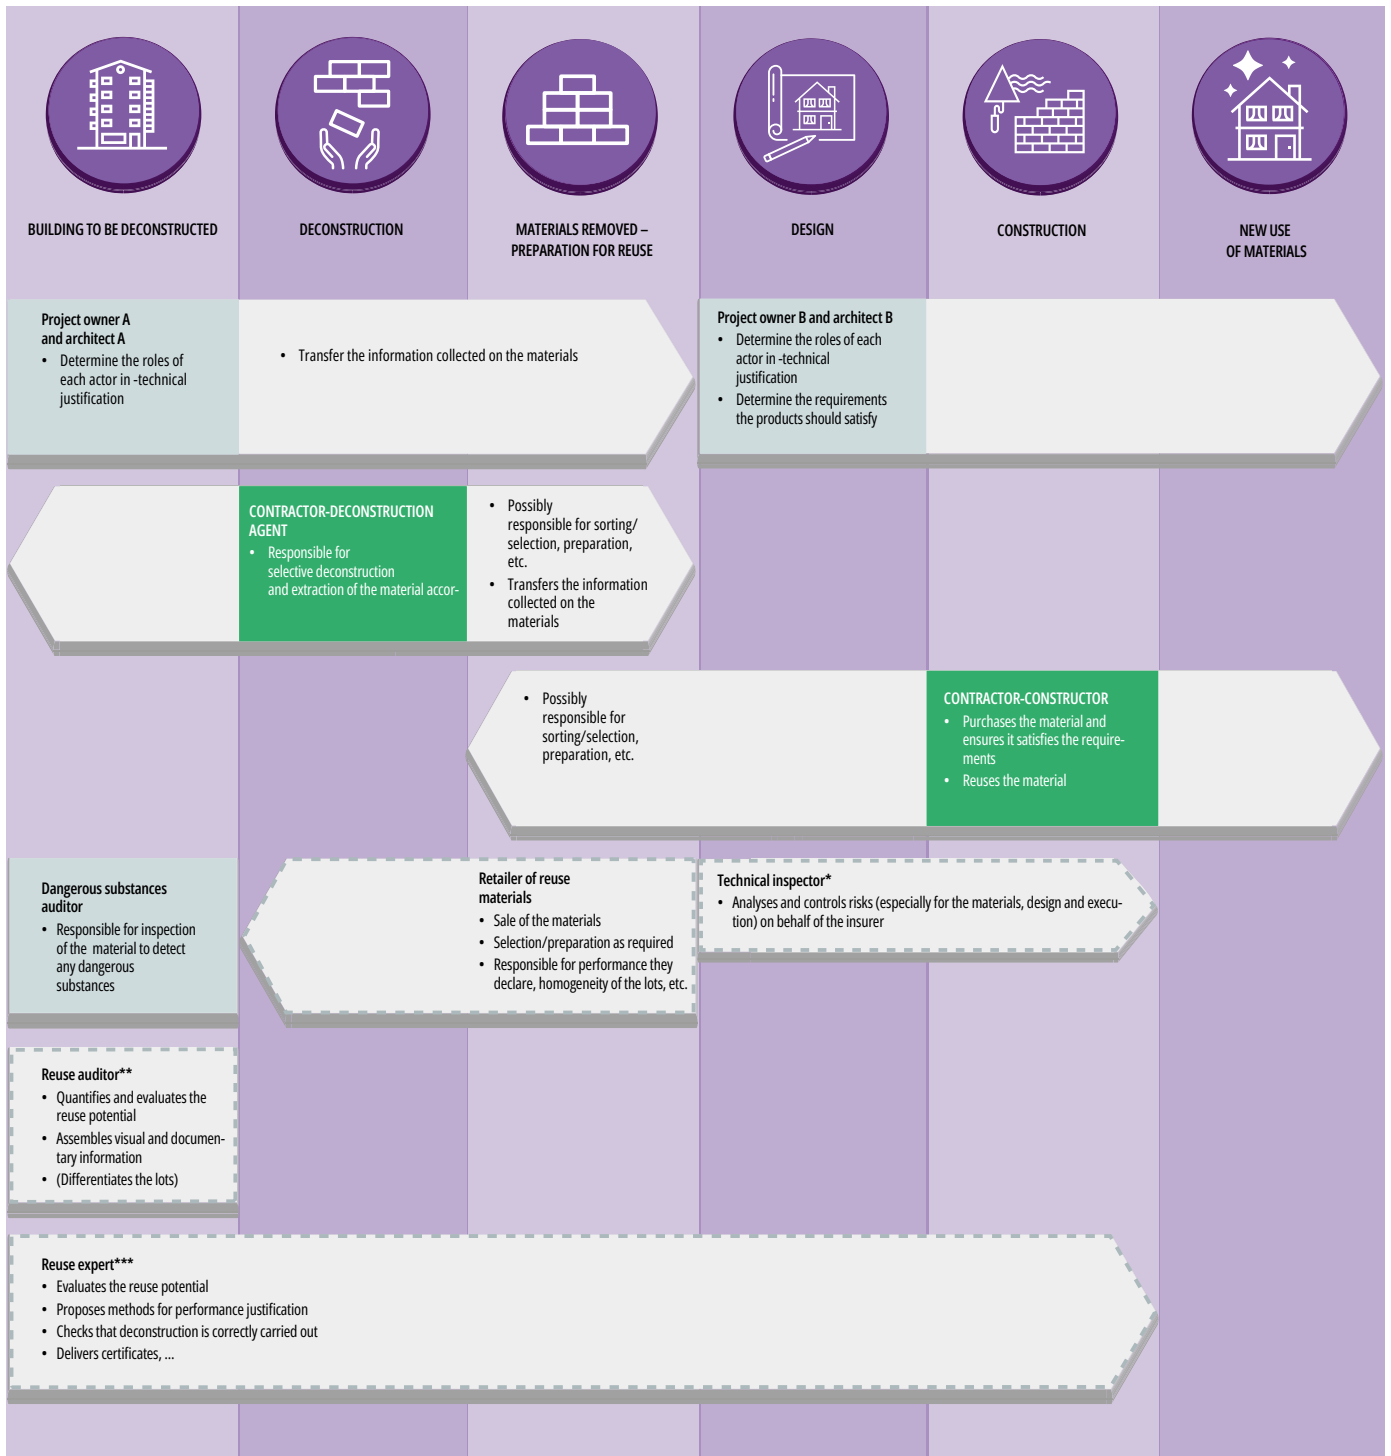 BUILDING TO BE DECONSTRUCTED
DECONSTRUCTION
MATERIALS REMOVED –
PREPARATION FOR REUSE
DESIGN
CONSTRUCTION
NEW USE
OF MATERIALS
Project owner A
and architect A
• Determine the roles of
each actor in -technical
justification
• Transfer the information collected on the materials
Project owner B and architect B
• Determine the roles of each
actor in -technical
justification
• Determine the requirements
the products should satisfy
CONTRACTOR-DECONSTRUCTION
AGENT
• Responsible for
selective deconstruction
and extraction of the material accor-
• Possibly
responsible for sorting/
selection, preparation,
etc.
• Transfers the information
collected on the
materials
• Possibly
responsible for
sorting/selection,
preparation, etc.
CONTRACTOR-CONSTRUCTOR
• Purchases the material and
ensures it satisfies the require-
ments
• Reuses the material
Dangerous substances
auditor
• Responsible for inspection
of the material to detect
any dangerous
substances
Retailer of reuse
materials
• Sale of the materials
• Selection/preparation as required
• Responsible for performance they
declare, homogeneity of the lots, etc.
Technical inspector*
• Analyses and controls risks (especially for the materials, design and execu-
tion) on behalf of the insurer
Reuse auditor**
• Quantifies and evaluates the
reuse potential
• Assembles visual and documen-
tary information
• (Differentiates the lots)
Reuse expert***
• Evaluates the reuse potential
• Proposes methods for performance justification
• Checks that deconstruction is correctly carried out
• Delivers certificates, ...